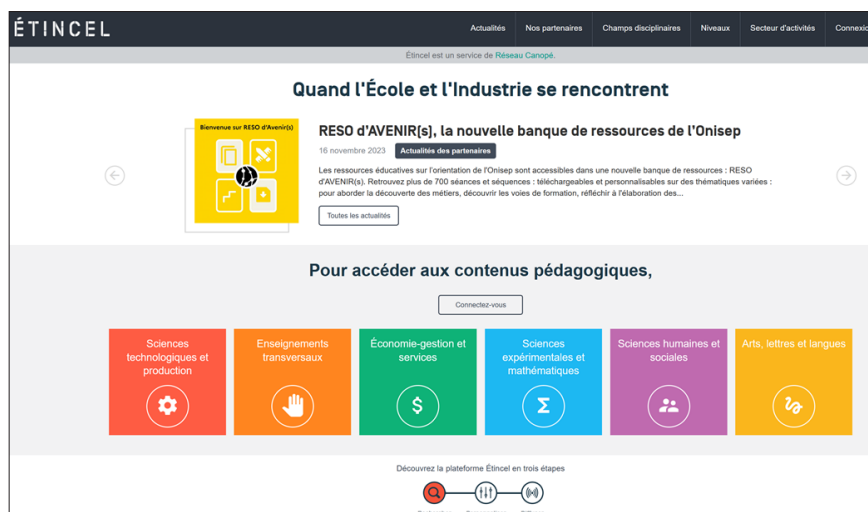 ÉTINCEL
Actualités Nos partenaires Champs disciplinaires Niveaux Secteur d'activités
Étincel est un service de Réseau Canopé.
Quand l'École et l'Industrie se rencontrent
Bienvenue sur RESO d'Avenir(s)
RESO d'AVENIR[s], la nouvelle banque de ressources de l'Onisep
16 novembre 2023 Actualités des partenaires
Les ressources éducatives sur l'orientation de l'Onisep sont accessibles dans une nouvelle banque de ressources : RESO
d'AVENIR(s). Retrouvez plus de 700 séances et séquences : téléchargeables et personnalisables sur des thématiques variées :
pour aborder la découverte des métiers, découvrir les voies de formation, réfléchir à l'élaboration des...
Toutes les actualités
Pour accéder aux contenus pédagogiques,
Connectez-vous
Sciences
technologiques et
production
Enseignements
transversaux
Économie-gestion et
services
$
Sciences
expérimentales et
mathématiques
Σ
Sciences humaines et
sociales
Arts, lettres et langues
Découvrez la plateforme Étincel en trois étapes